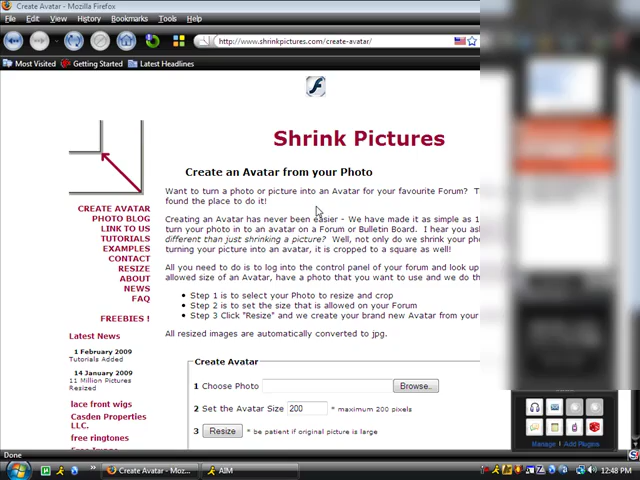 Create Avatar - Mozilla Firefox
File Edit View History Bookmarks Tools Help
http://www.shrinkpictures.com/create-avatar/
Most Visited Getting Started Latest Headlines
Shrink Pictures
Create an Avatar from your Photo
Want to turn a photo or picture into an Avatar for your favourite Forum? T
found the place to do it!
Creating an Avatar has never been easier - We have made it as simple as 1
turn your photo in to an avatar on a Forum or Bulletin Board. I hear you as
different than just shrinking a picture? Well, not only do we shrink your pho
turning your picture into an avatar, it is cropped to a square as well!
All you need to do is to log into the control panel of your forum and look up
allowed size of an Avatar, have a photo that you want to use and we do th
Step 1 is to select your Photo to resize and crop
Step 2 is to set the size that is allowed on your Forum
Step 3 Click "Resize" and we create your brand new Avatar from your
All resized images are automatically converted to jpg.
Create Avatar
1 Choose Photo Browse..
2 Set the Avatar Size 200 * maximum 200 pixels
3 Resize * be patient if original picture is large
CREATE AVATAR
PHOTO BLOG
LINK TO US
TUTORIALS
EXAMPLES
CONTACT
RESIZE
ABOUT
NEWS
FAQ
FREEBIES !
Latest News
1 February 2009
Tutorials Added
14 January 2009
11 Million Pictures
Resized
lace front wigs
Casden Properties
LLC.
free ringtones
Manage Add Plugins
Done
Create Avatar - Moz...
AIM
12:48 PM